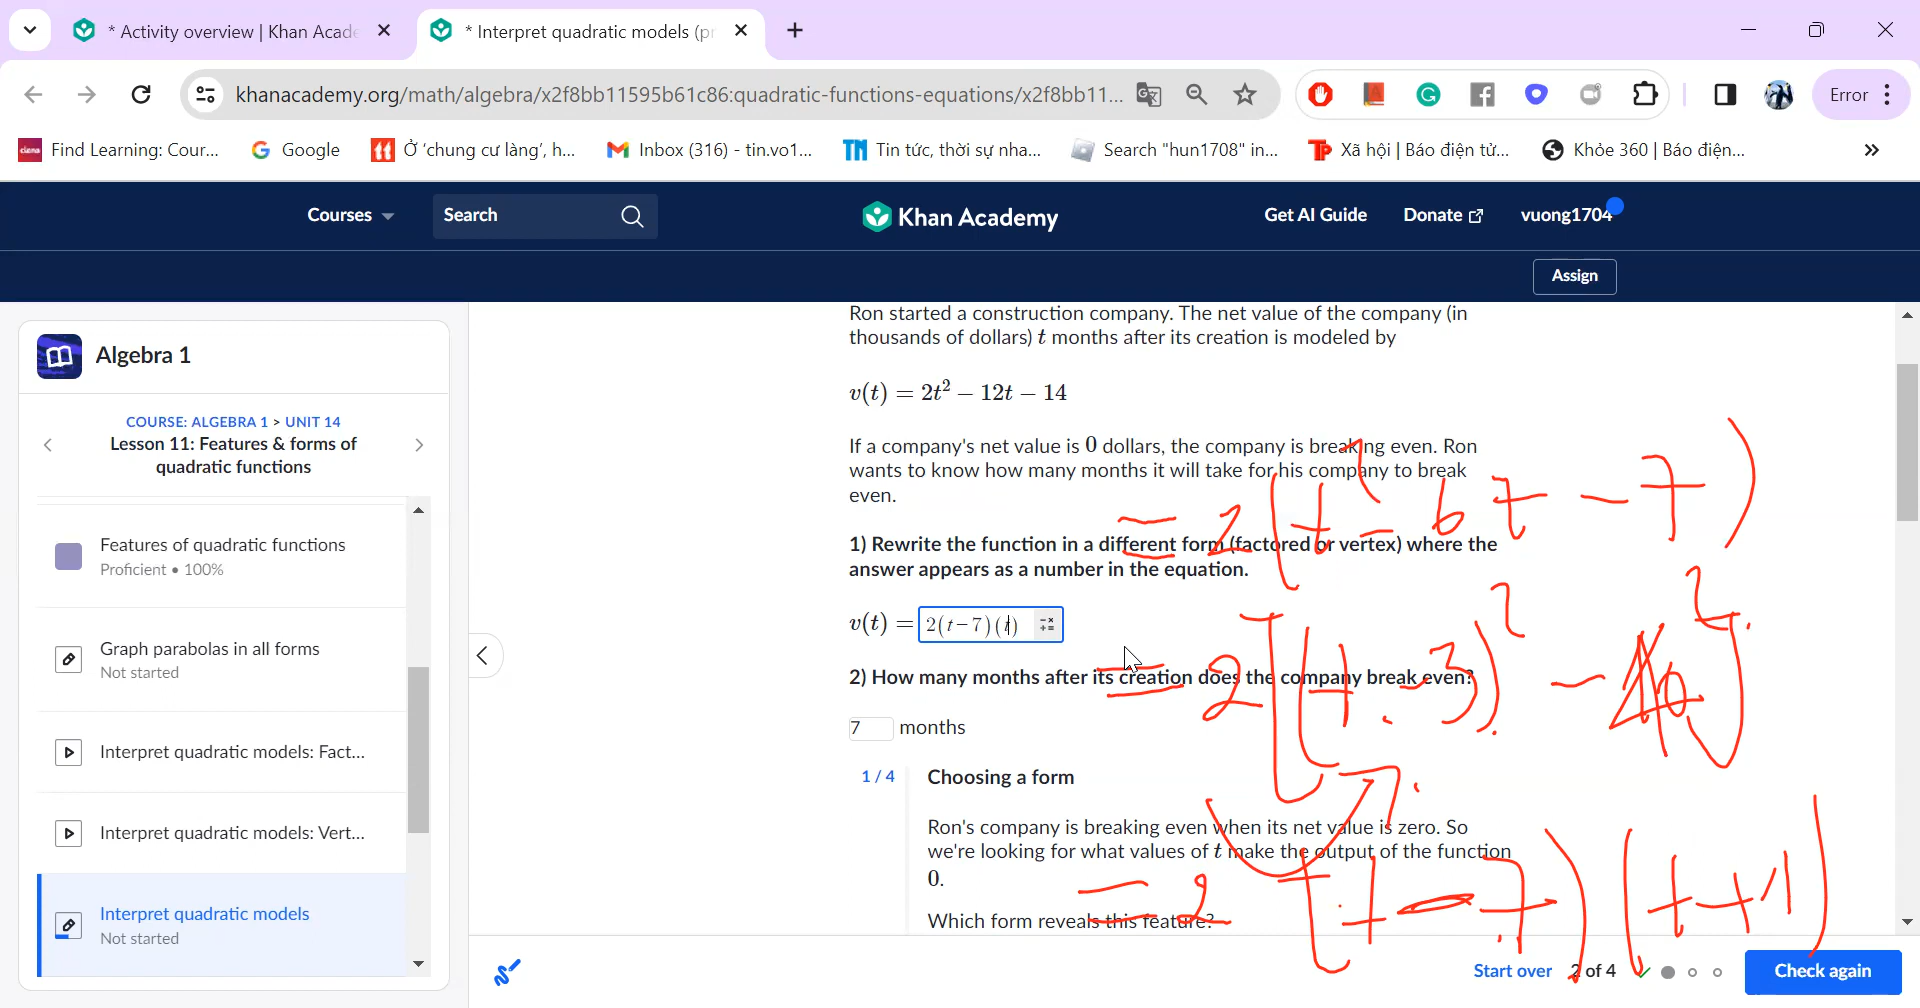 * Activity overview | Khan Acade
* Interpret quadratic models (pr
khanacademy.org/math/algebra/x2f8bb11595b61c86:quadratic-functions-equations/x2f8bb11...
Error
Find Learning: Cour...
Google
Ở 'chung cư làng', h...
Inbox (316) - tin.vo1...
TN Tin tức, thời sự nha...
Search "hun1708" in...
Xã hội | Báo điện tử...
Khỏe 360 | Báo điện...
Courses
Search
Khan Academy
Get AI Guide
Donate
vuong1704
Assign
Algebra 1
COURSE: ALGEBRA 1 > UNIT 14
Lesson 11: Features & forms of
quadratic functions
Features of quadratic functions
Proficient • 100%
Graph parabolas in all forms
Not started
Interpret quadratic models: Fact...
Interpret quadratic models: Vert...
Interpret quadratic models
Not started
Ron started a construction company. The net value of the company (in
thousands of dollars) t months after its creation is modeled by
v(t) = 2t² − 12t − 14
If a company's net value is 0 dollars, the company is breaking even. Ron
wants to know how many months it will take for his company to break
even.
= 2(t² − 6t − 7)
1) Rewrite the function in a different form (factored or vertex) where the
answer appears as a number in the equation.
v(t) = 2(t−7)(t)
2) How many months after its creation does the company break even?
7 months
1 / 4
Choosing a form
Ron's company is breaking even when its net value is zero. So
we're looking for what values of t make the output of the function
0.
Which form reveals this feature?
= 2(t − 7)(t + 1)
Start over
2 of 4
Check again